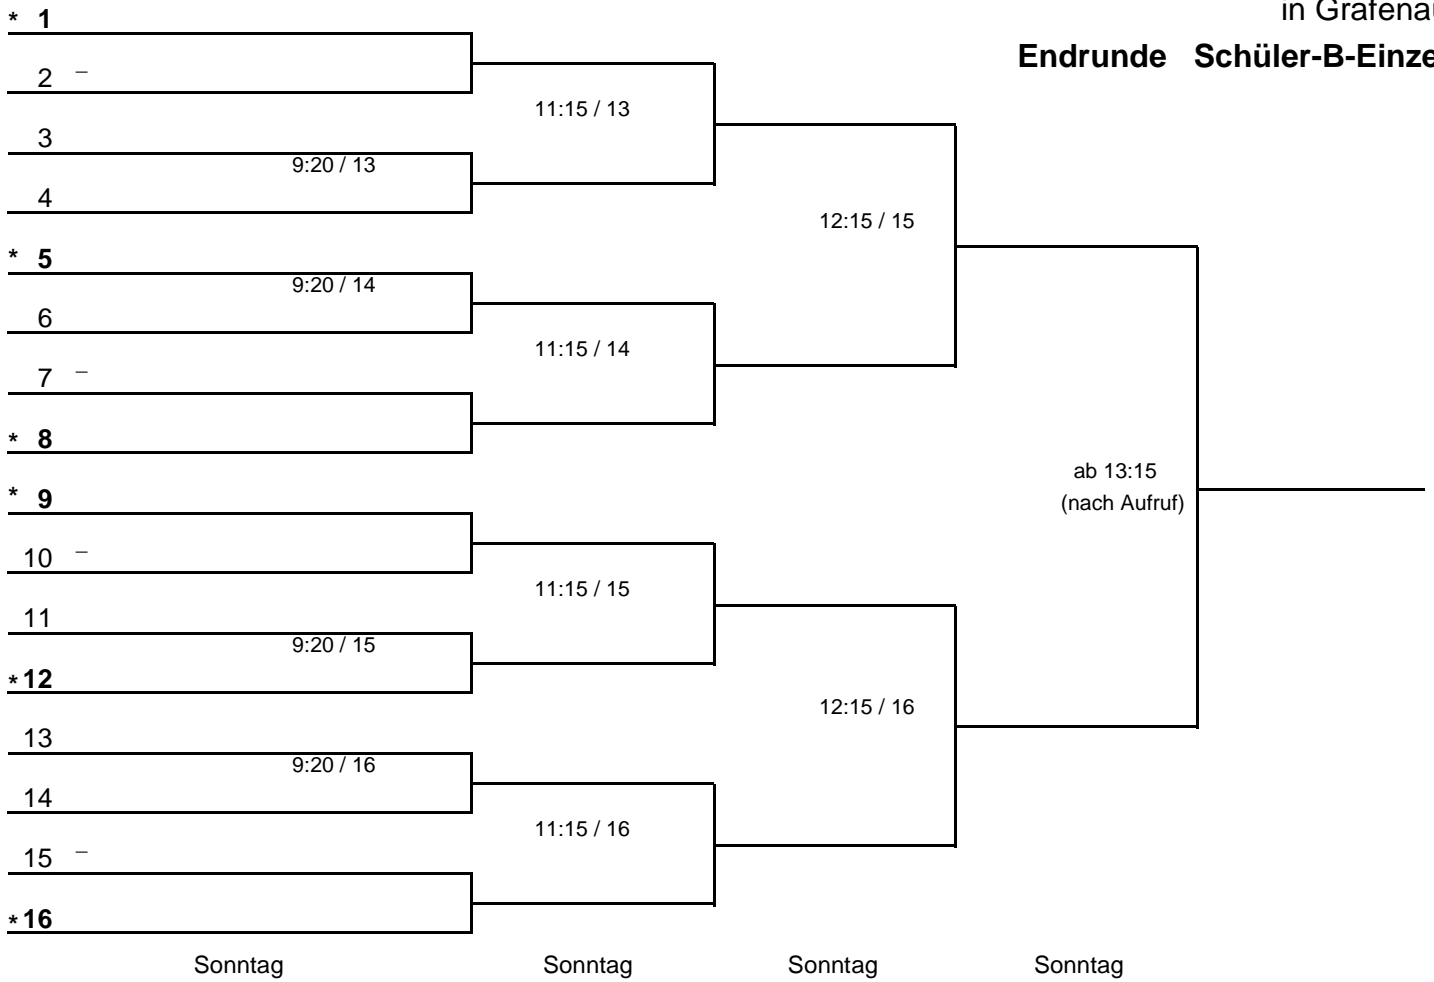 in Grafenau
Endrunde Schüler-B-Einze
* 1
2 –
11:15 / 13
3
9:20 / 13
4
12:15 / 15
* 5
9:20 / 14
6
11:15 / 14
7 –
* 8
ab 13:15
(nach Aufruf)
* 9
10 –
11:15 / 15
11
9:20 / 15
* 12
12:15 / 16
13
9:20 / 16
14
11:15 / 16
15 –
* 16
Sonntag Sonntag Sonntag Sonntag